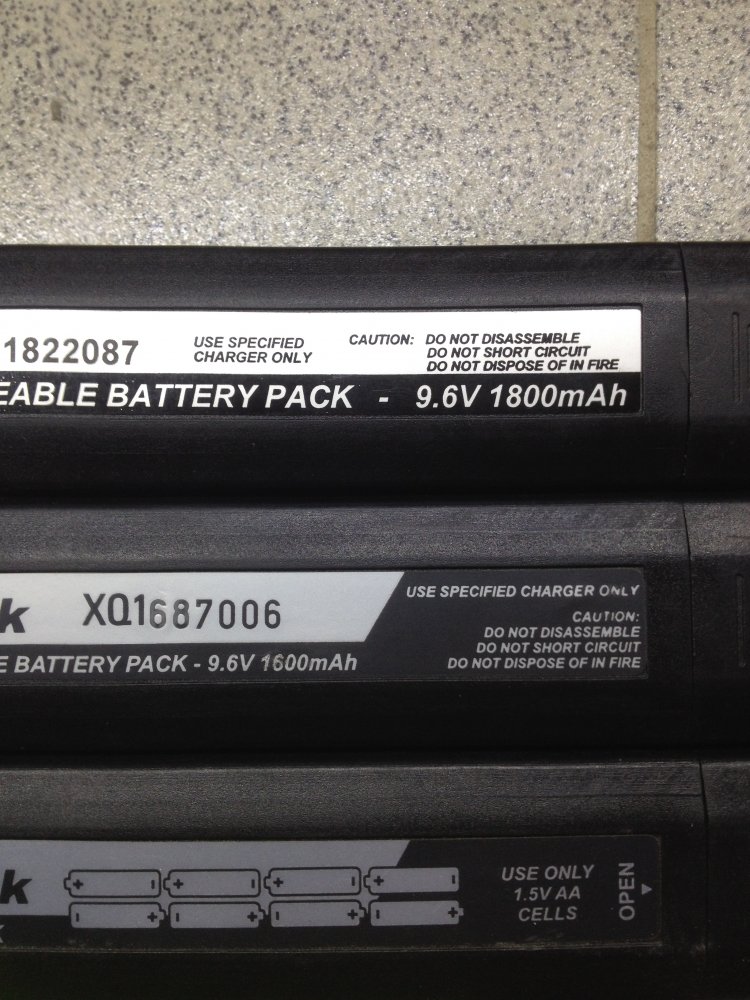 1822087
USE SPECIFIED
CHARGER ONLY
CAUTION: DO NOT DISASSEMBLE
DO NOT SHORT CIRCUIT
DO NOT DISPOSE OF IN FIRE
EABLE BATTERY PACK - 9.6V 1800mAh
k XQ1687006
USE SPECIFIED CHARGER ONLY
CAUTION:
DO NOT DISASSEMBLE
DO NOT SHORT CIRCUIT
DO NOT DISPOSE OF IN FIRE
E BATTERY PACK - 9.6V 1600mAh
k
K
USE ONLY
1.5V AA
CELLS
OPEN